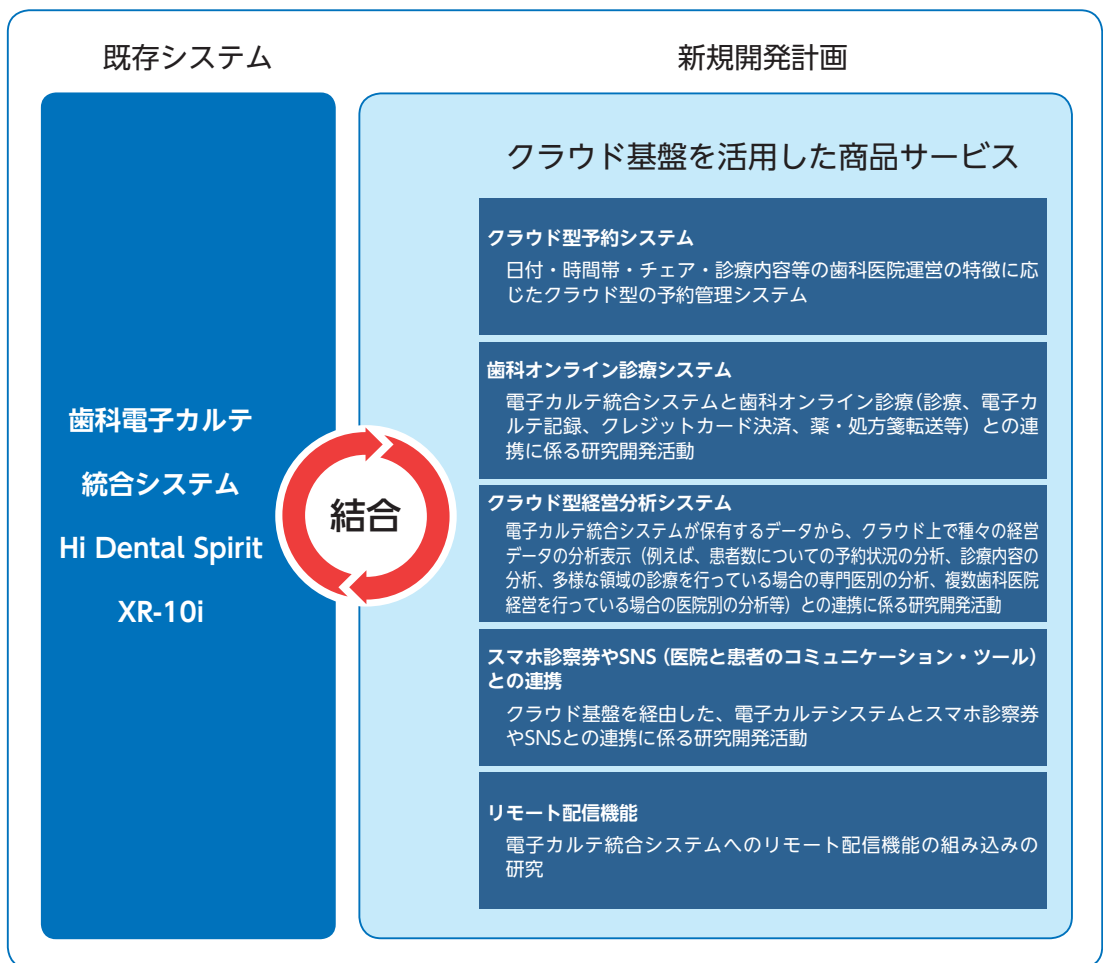 既存システム
新規開発計画
歯科電子カルテ
統合システム
Hi Dental Spirit
XR-10i
結合
クラウド基盤を活用した商品サービス
クラウド型予約システム
日付・時間帯・チェア・診療内容等の歯科医院運営の特徴に応
じたクラウド型の予約管理システム
歯科オンライン診療システム
電子カルテ統合システムと歯科オンライン診療（診療、電子カ
ルテ記録、クレジットカード決済、薬・処方箋転送等）との連
携に係る研究開発活動
クラウド型経営分析システム
電子カルテ統合システムが保有するデータから、クラウド上で種々の経営
データの分析表示（例えば、患者数についての予約状況の分析、診療内容の
分析、多様な領域の診療を行っている場合の専門医別の分析、複数歯科医院
経営を行っている場合の医院別の分析等）との連携に係る研究開発活動
スマホ診察券やSNS（医院と患者のコミュニケーション・ツール）
との連携
クラウド基盤を経由した、電子カルテシステムとスマホ診察券
やSNSとの連携に係る研究開発活動
リモート配信機能
電子カルテ統合システムへのリモート配信機能の組み込みの
研究